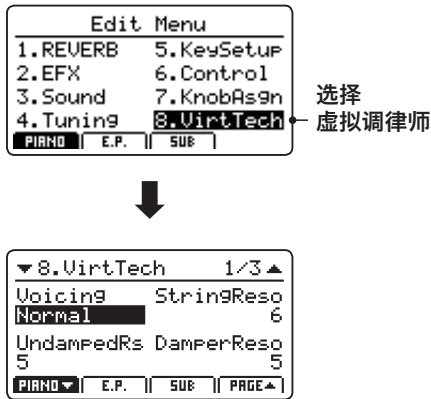 Edit Menu
1.REVERB 5.KeySetup
2.EFX 6.Control
3.Sound 7.KnobAsgn
4.Tuning 8.VirtTech
PIANO E.P. SUB
选择
虚拟调律师
▼8.VirtTech 1/3▲
Voicing StringReso
Normal 6
UndampedRs DamperReso
5 5
PIANO▼ E.P. SUB PAGE▲